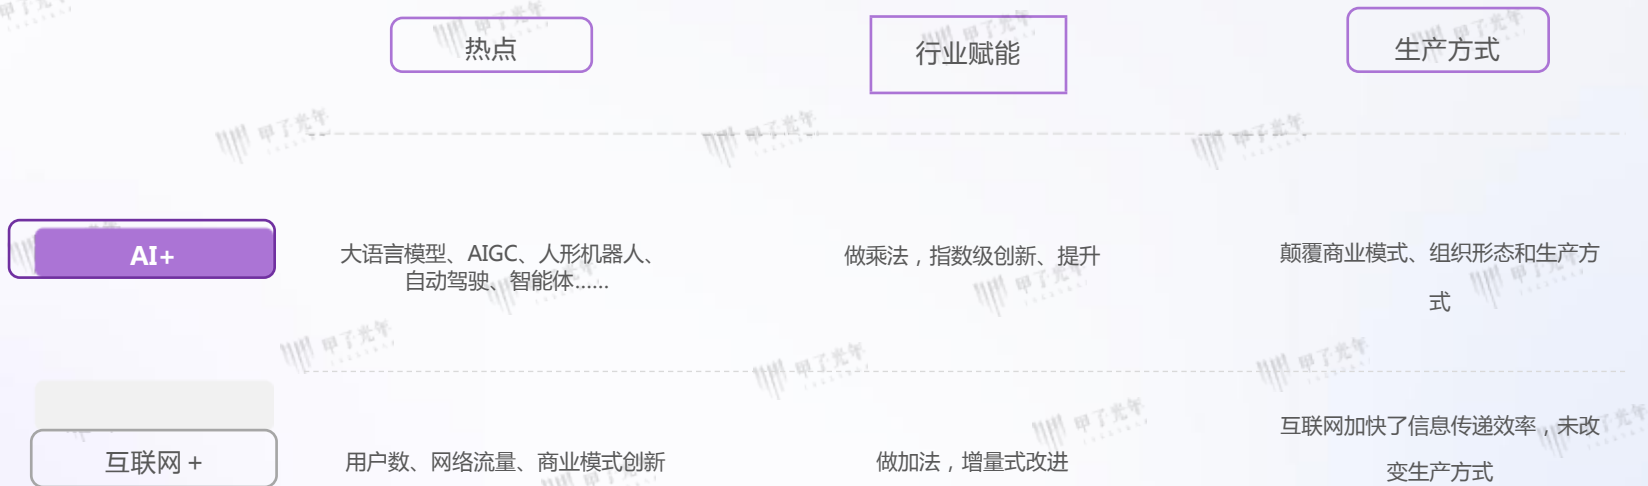 热点
行业赋能
生产方式
AI+
大语言模型、AIGC、人形机器人、
自动驾驶、智能体......
做乘法，指数级创新、提升
颠覆商业模式、组织形态和生产方
式
互联网+
用户数、网络流量、商业模式创新
做加法，增量式改进
互联网加快了信息传递效率，未改
变生产方式
甲子光年